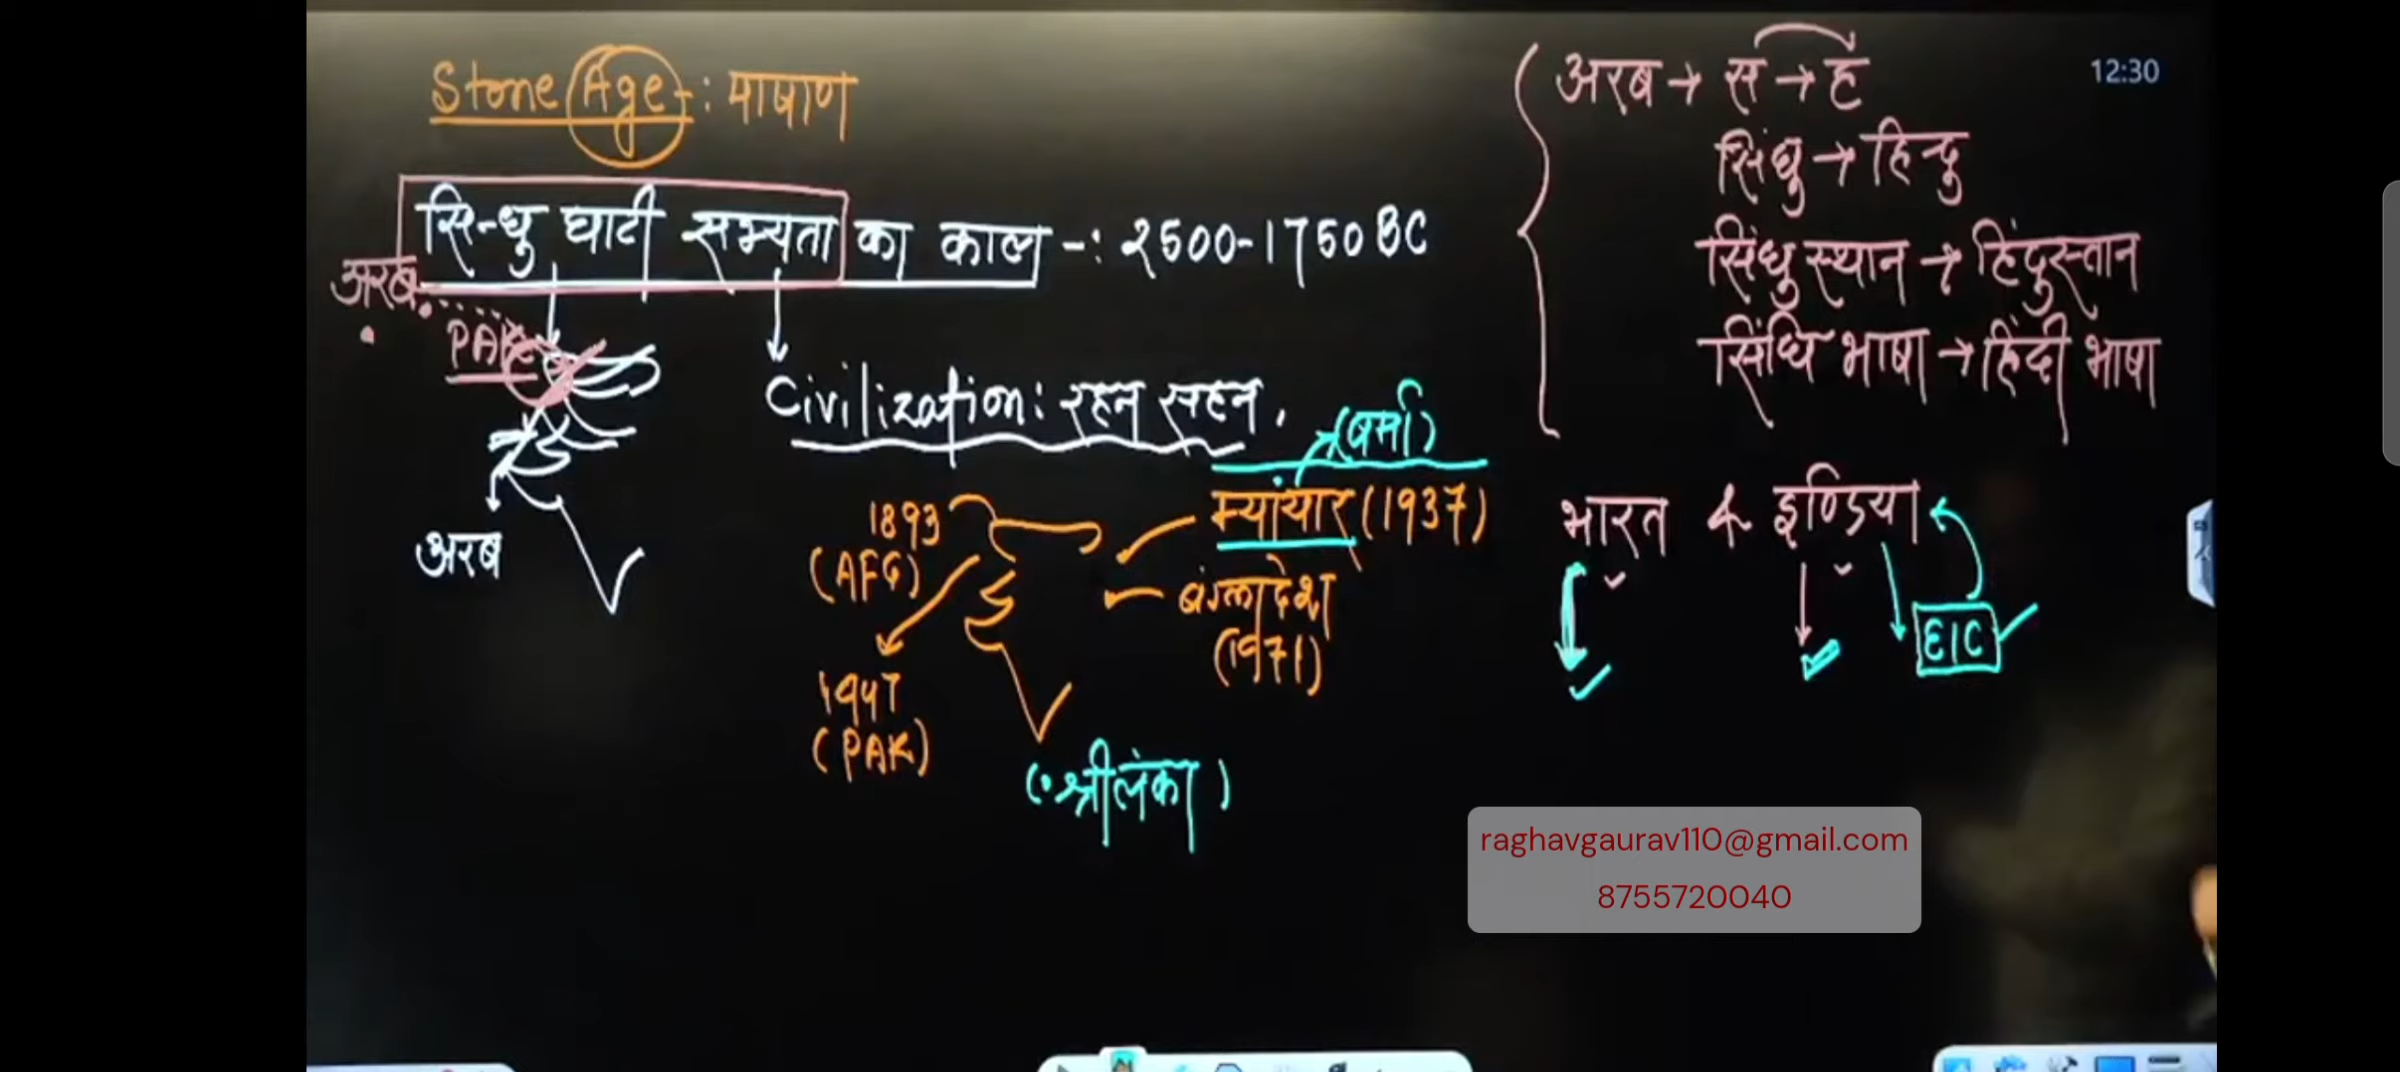 Stone Age -: पाषाण
सिन्धु घाटी सभ्यता का काल -: 2500-1750 BC
अरब
PAK
Civilization: रहन सहन.
अरब
(बर्मा)
म्यांमार (1937)
1893
(AFG)
बंग्लादेश
(1971)
1947
(PAK)
(श्रीलंका)
12:30
अरब → स → ह
सिंधु → हिन्दु
सिंधु स्थान → हिंदुस्तान
सिंधि भाषा → हिंदी भाषा
भारत & इण्डिया
EIC
raghavgaurav110@gmail.com
8755720040